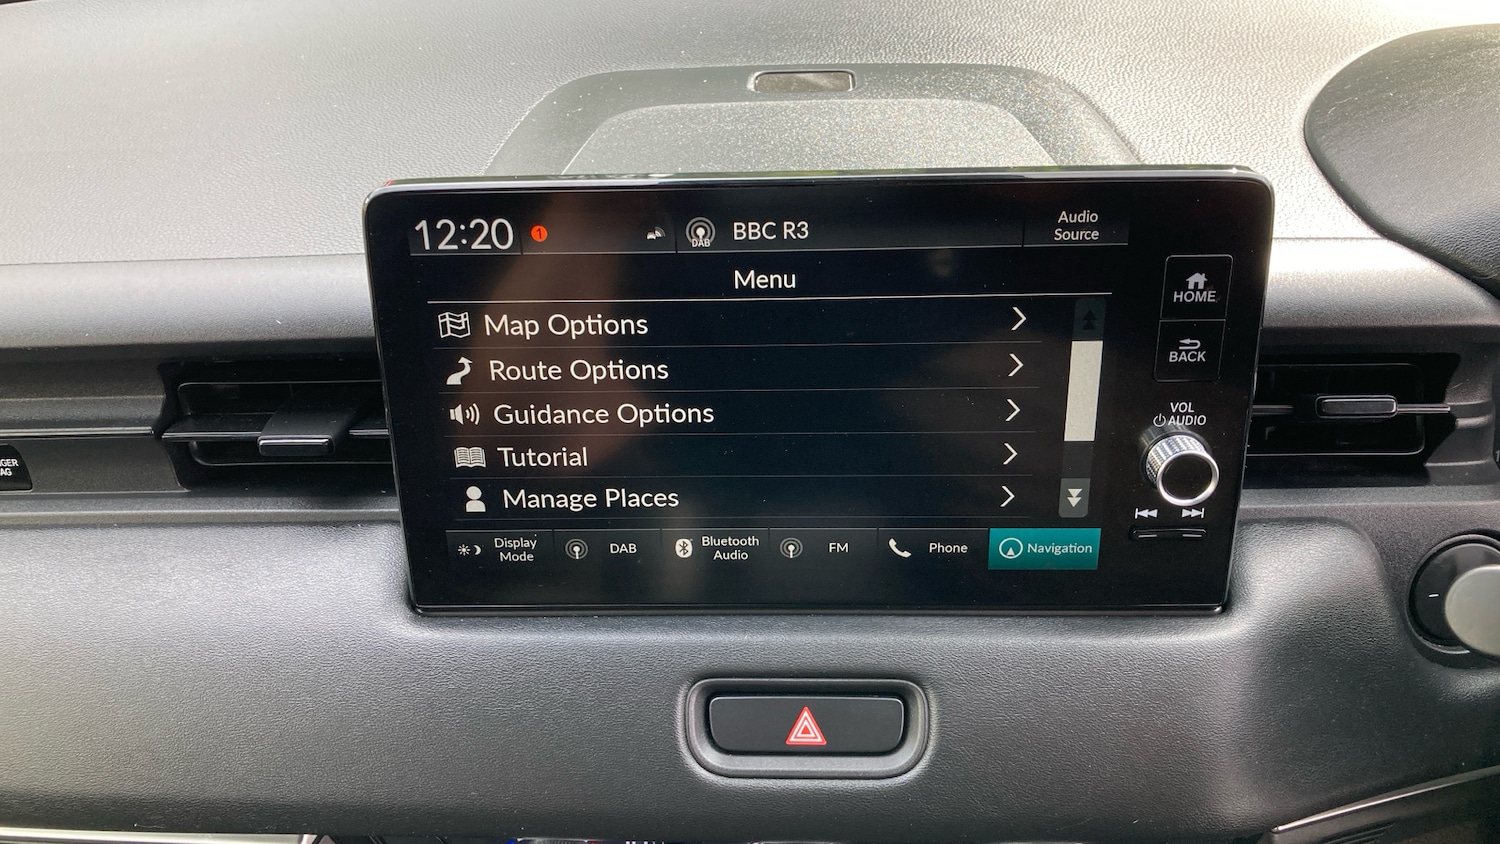 12:20
1
DAB
BBC R3
Audio
Source
Menu
HOME
Map Options
BACK
Route Options
Guidance Options
VOL
AUDIO
Tutorial
Manage Places
Display
Mode
DAB
Bluetooth
Audio
FM
Phone
Navigation